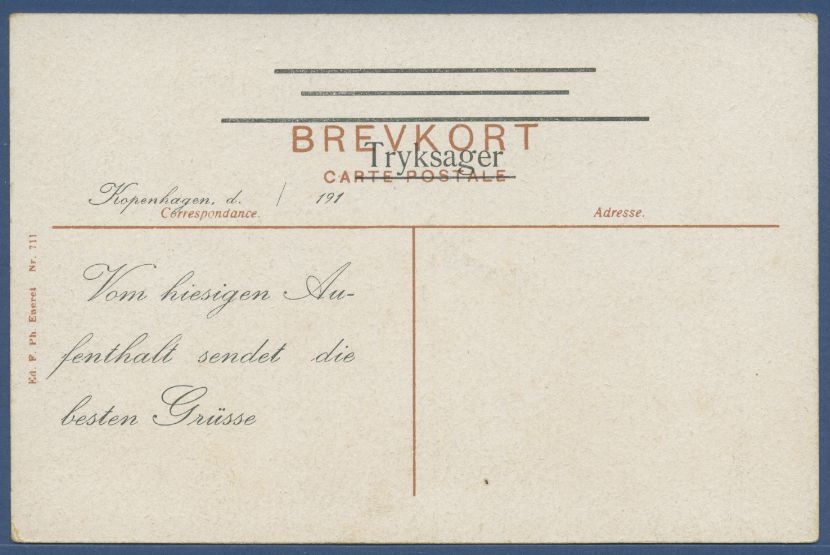 BREVKORT
Tryksager
CARTE POSTALE
Kopenhagen, d. / 191
Correspondance.
Adresse.
Vom hiesigen Au-
fenthalt sendet die
besten Grüsse
Ed. F. Ph. Nr. 711